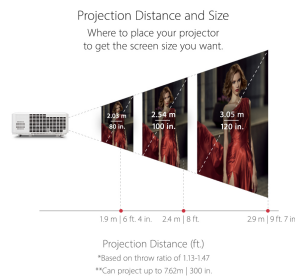 Projection Distance and Size
Where to place your projector
to get the screen size you want.
2.03 m
80 in.
2.54 m
100 in.
3.05 m
120 in.
1.9 m | 6 ft. 4 in.
2.4 m | 8 ft.
2.9 m | 9 ft. 7 in
Projection Distance (ft.)
*Based on throw ratio of 1.13-1.47
**Can project up to 7.62m | 300 in.